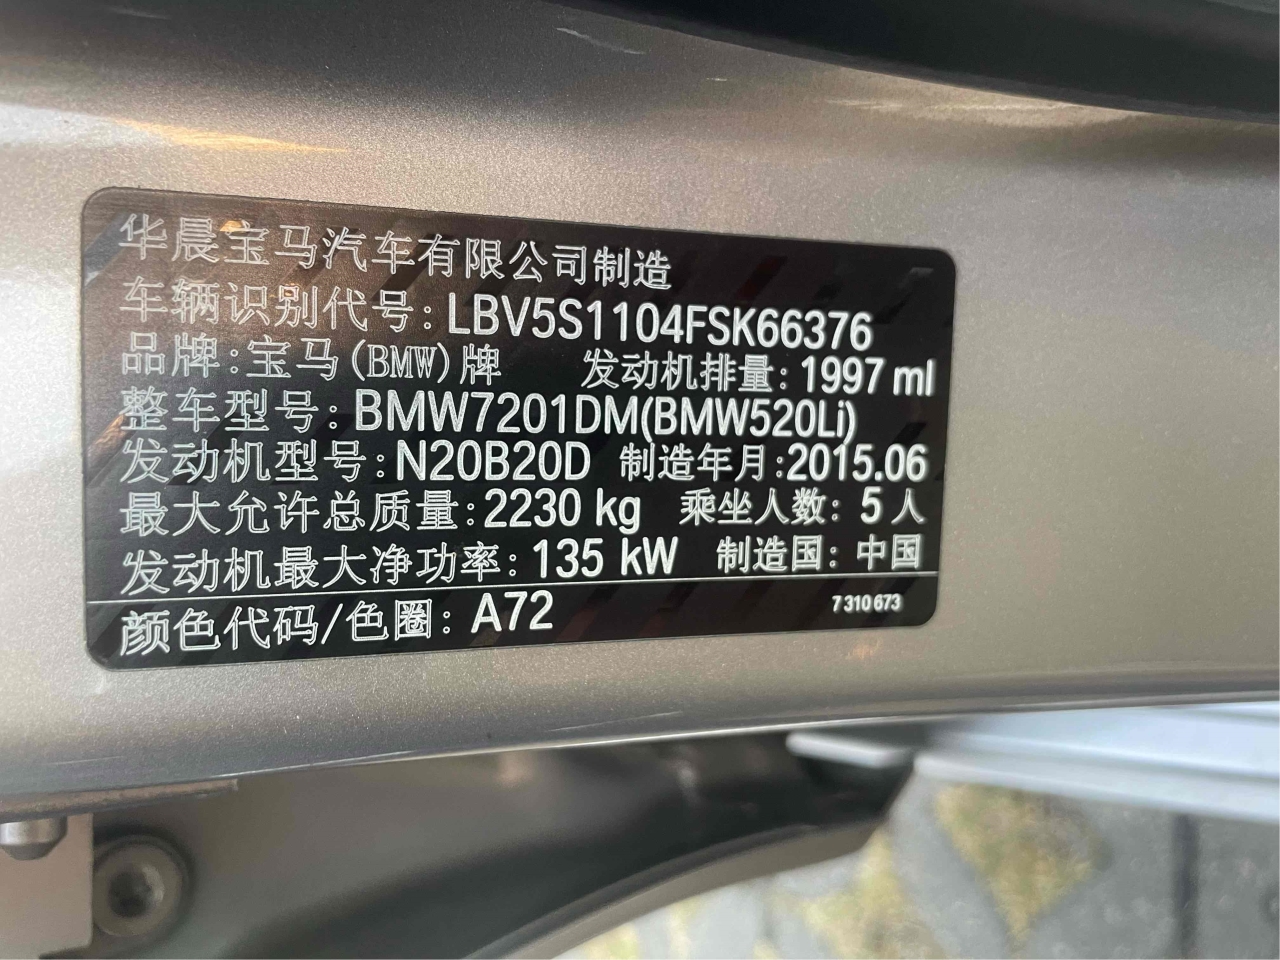 华晨宝马汽车有限公司制造
车辆识别代号：LBV5S1104FSK66376
品牌：宝马(BMW)牌 发动机排量：1997 ml
整车型号：BMW7201DM(BMW520Li)
发动机型号：N20B20D 制造年月：2015.06
最大允许总质量：2230 kg 乘坐人数：5人
发动机最大净功率：135 kW 制造国：中国
颜色代码/色圈：A72 7 310 673